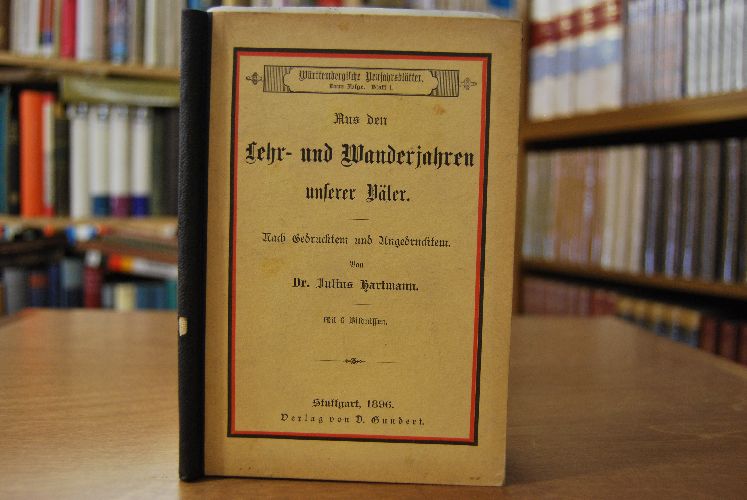 Württembergische Neujahrsblätter.
Neue Folge. Blatt 1.
Aus den
Lehr- und Wanderjahren
unserer Väter.
Nach Gedrucktem und Ungedrucktem.
Von
Dr. Julius Hartmann.
Mit 6 Bildnissen.
Stuttgart, 1896.
Verlag von D. Gundert.